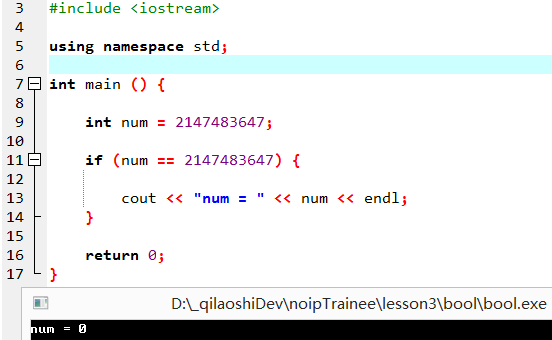 3 #include <iostream>
4
5 using namespace std;
6
7 int main () {
8
9 int num = 2147483647;
10
11 if (num == 2147483647) {
12
13 cout << "num = " << num << endl;
14 }
15
16 return 0;
17 }
D:\_qilaoshiDev\noipTrainee\lesson3\bool\bool.exe
num = 0